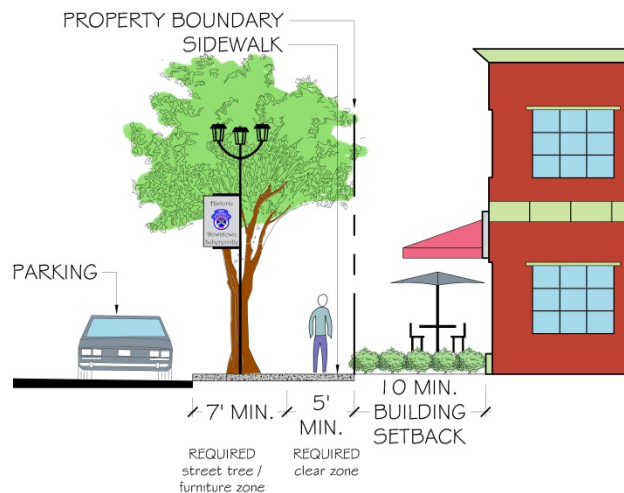 PROPERTY BOUNDARY
SIDEWALK
Historic
Downtown
PARKING
7' MIN.
5'
MIN.
10 MIN.
BUILDING
SETBACK
REQUIRED
street tree /
furniture zone
REQUIRED
clear zone